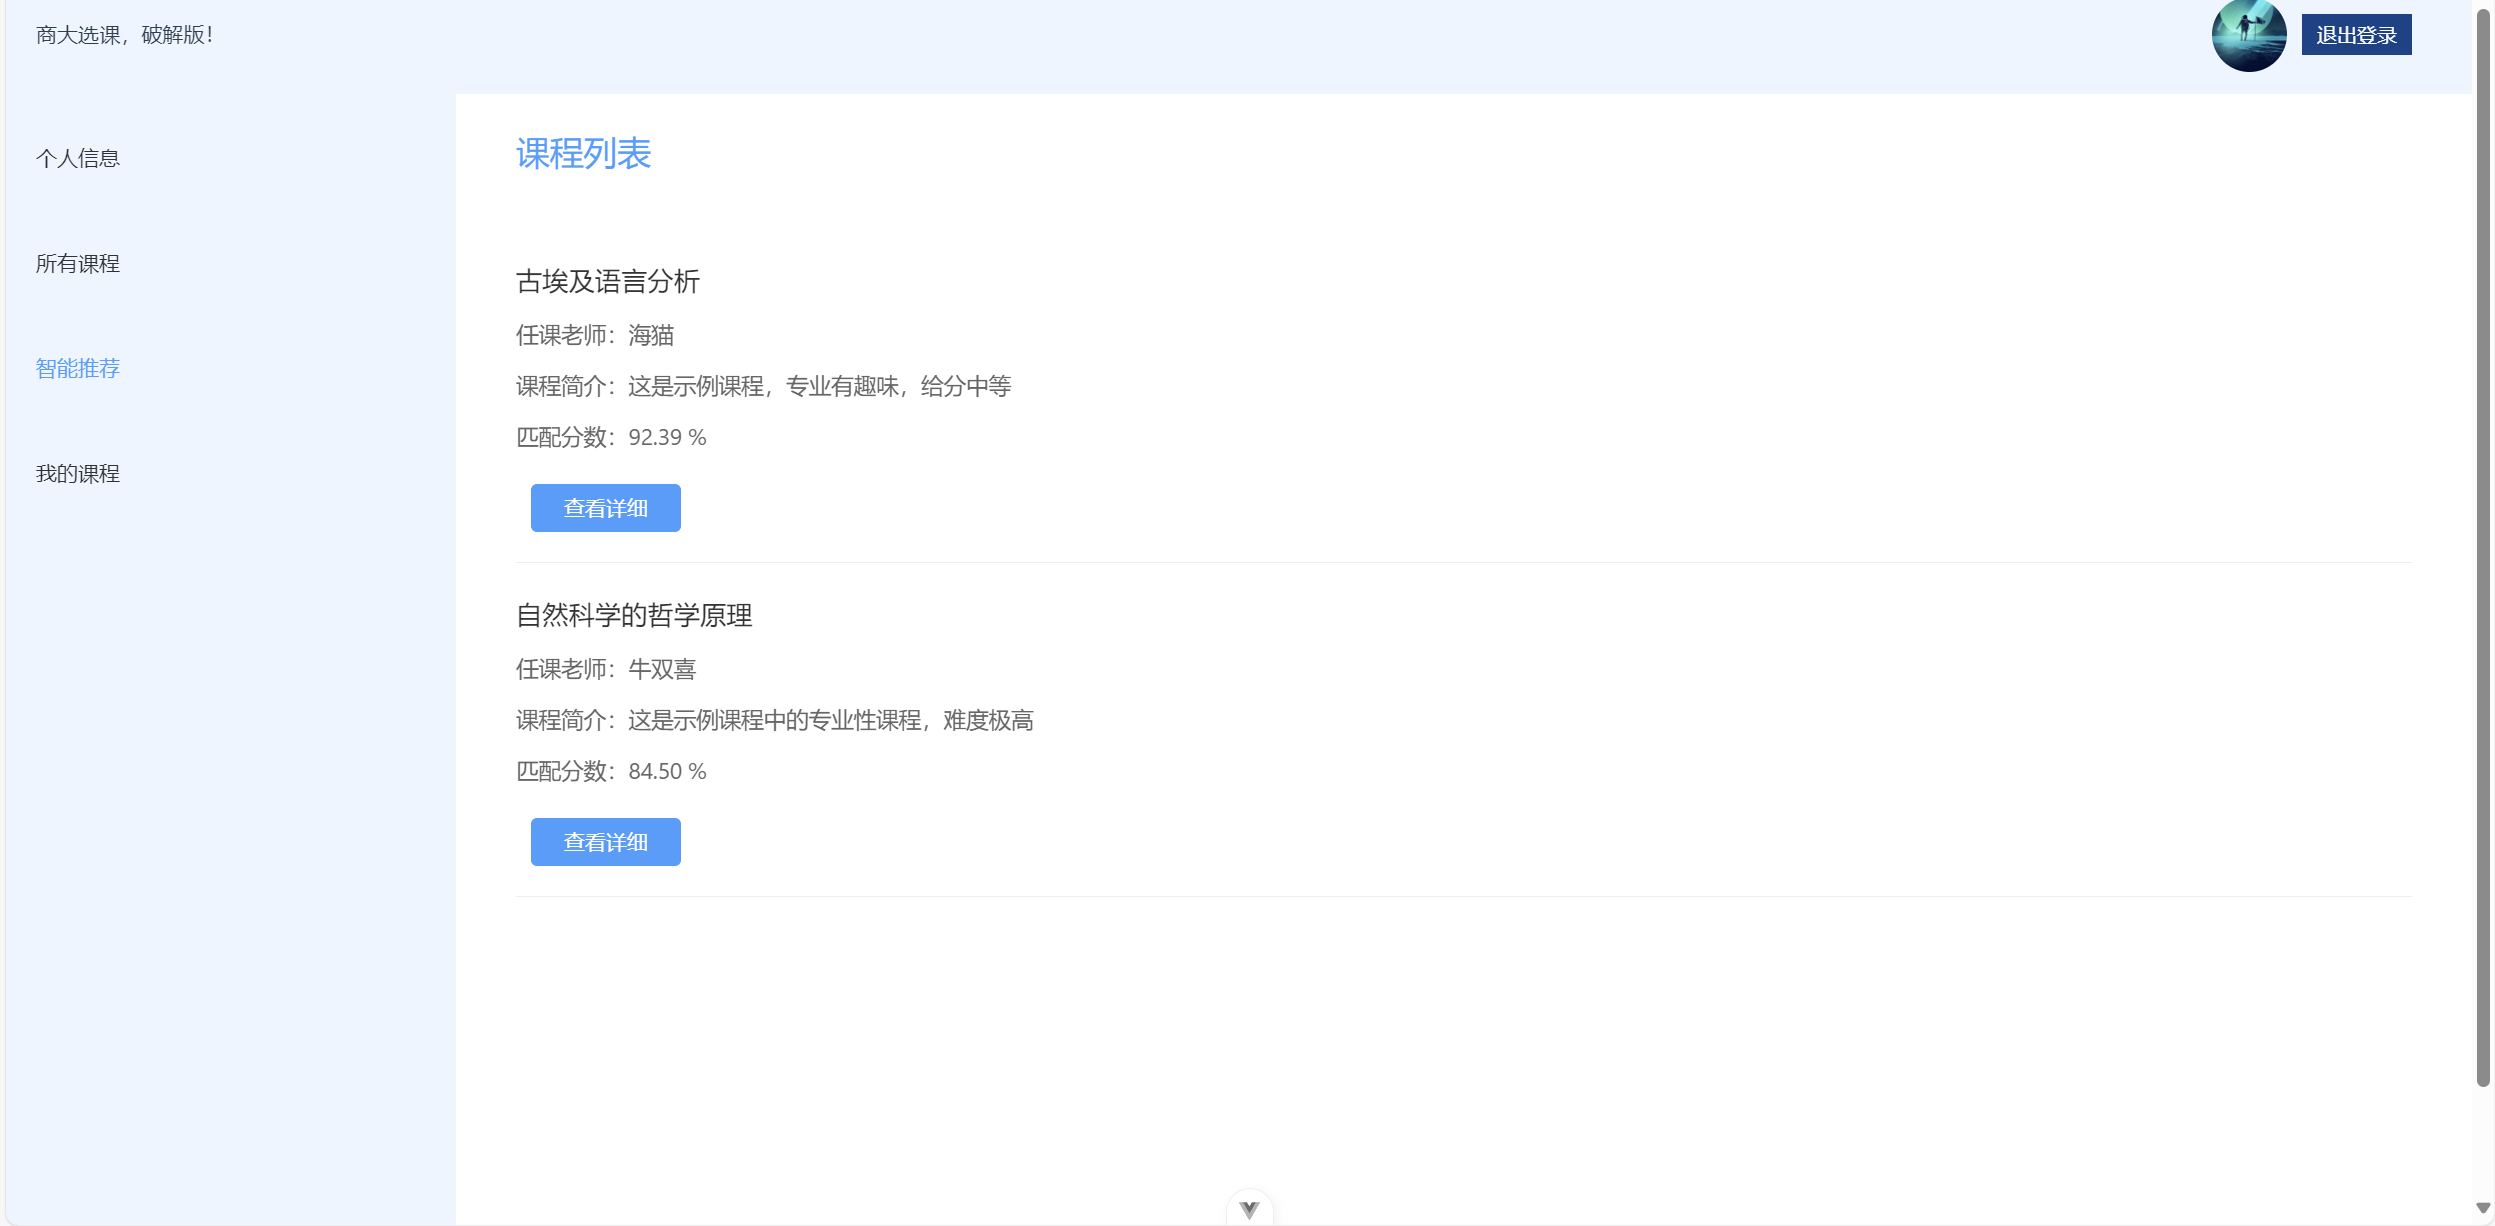 商大选课，破解版！
退出登录
个人信息
所有课程
智能推荐
我的课程
课程列表
古埃及语言分析
任课老师：海猫
课程简介：这是示例课程，专业有趣味，给分中等
匹配分数：92.39 %
查看详细
自然科学的哲学原理
任课老师：牛双喜
课程简介：这是示例课程中的专业性课程，难度极高
匹配分数：84.50 %
查看详细